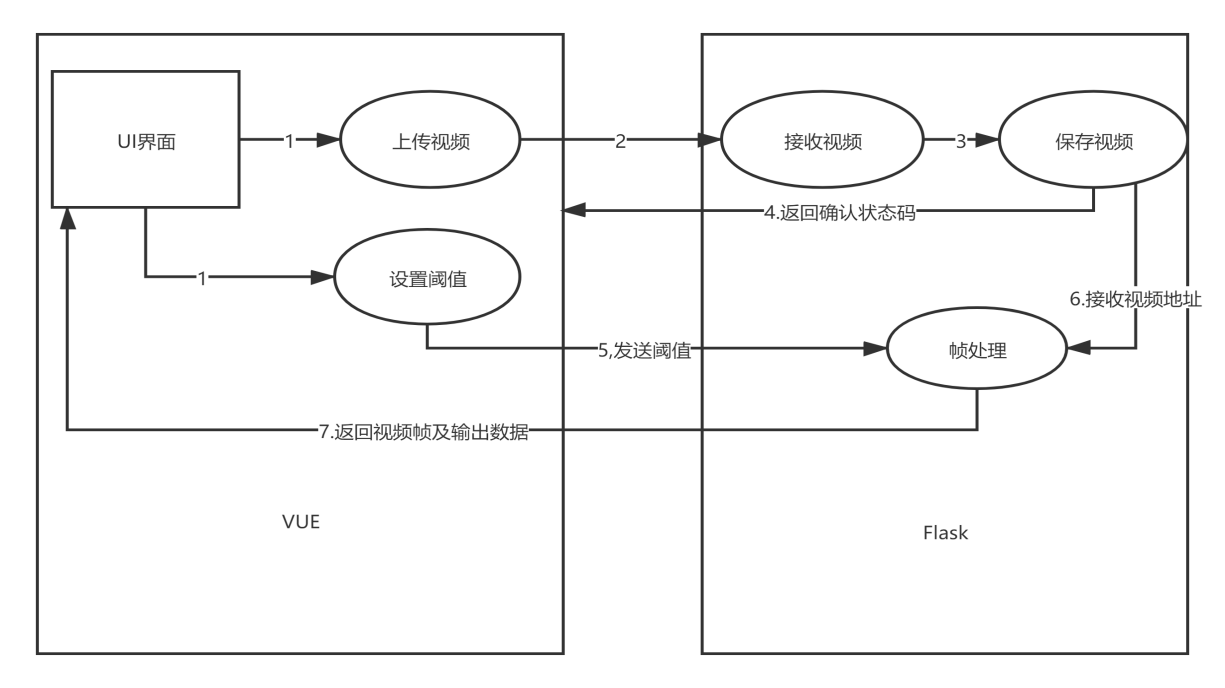 UI界面
1
上传视频
2
接收视频
3
保存视频
4.返回确认状态码
1
设置阈值
6.接收视频地址
5,发送阈值
帧处理
7.返回视频帧及输出数据
VUE
Flask